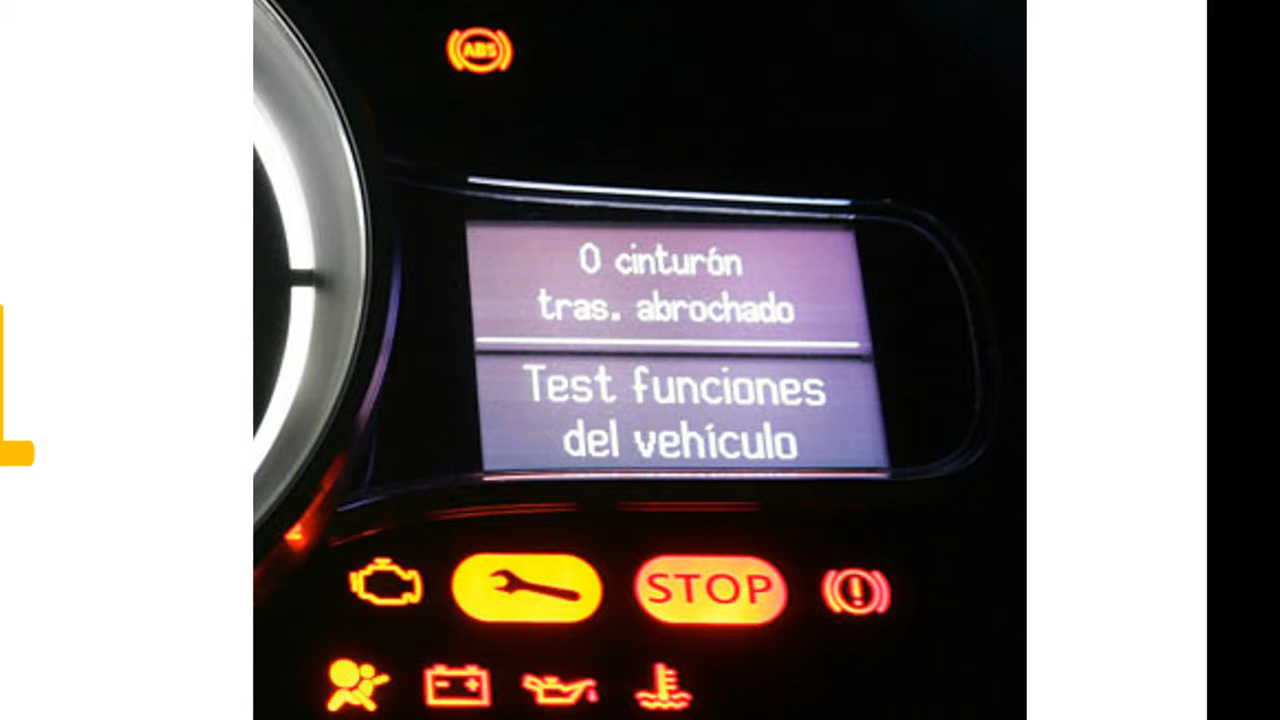 ABS
0 cinturón
tras. abrochado
Test funciones
del vehículo
STOP